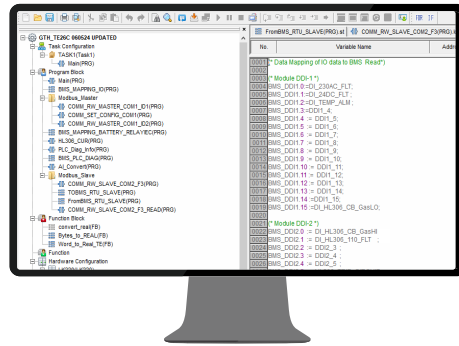 GTH_TE26C 060524 UPDATED
Task Configuration
TASK1(Task1)
Main(PRG)
Program Block
Main(PRG)
BMS_MAPPING_IO(PRG)
Modbus_Master
COMM_RW_MASTER_COM1_ID1(PRG)
COMM_SET_CONFIG_COM1(PRG)
COMM_RW_MASTER_COM1_ID2(PRG)
BMS_MAPPING_BATTERY_RELAY/IEC(PRG)
HL306_CUR(PRG)
PLC_Diag_Info(PRG)
BMS_PLC_DIAG(PRG)
AI_Convert(PRG)
Modbus_Slave
COMM_RW_SLAVE_COM2_F3(PRG)
TOBMS_RTU_SLAVE(PRG)
FromBMS_RTU_SLAVE(PRG)
COMM_RW_SLAVE_COM2_F3_READ(PRG)
Function Block
convert_real(FB)
Bytes_to_REAL(FB)
Word_to_Real_TE(FB)
Function
Hardware Configuration
FromBMS_RTU_SLAVE(PRG).st
COMM_RW_SLAVE_COM2_F3(PRG)
No. Variable Name Addr
0001 (* Data Mapping of IO data to BMS Read*)
0002
0003 (* Module DDI-1 *)
0004 BMS_DDI1.0:=DI_230AC_FLT;
0005 BMS_DDI1.1:=DI_24DC_FLT ;
0006 BMS_DDI1.2:=DI_TEMP_ALM ;
0007 BMS_DDI1.3:=DDI1_4;
0008 BMS_DDI1.4 := DDI1_5;
0009 BMS_DDI1.5 := DDI1_6;
0010 BMS_DDI1.6 := DDI1_7;
0011 BMS_DDI1.7 := DDI1_8;
0012 BMS_DDI1.8 := DDI1_9;
0013 BMS_DDI1.9 := DDI1_10;
0014 BMS_DDI1.10 := DDI1_11;
0015 BMS_DDI1.11 := DDI1_12;
0016 BMS_DDI1.12 := DDI1_13;
0017 BMS_DDI1.13 := DDI1_14;
0018 BMS_DDI1.14 :=DDI1_15;
0019 BMS_DDI1.15 :=DI_HL306_CB_GasLO;
0020
0021 (* Module DDI-2 *)
0022 BMS_DDI2.0 := DI_HL306_CB_GasHI
0023 BMS_DDI2.1 := DI_HL306_110_FLT ;
0024 BMS_DDI2.2 := DDI2_3 ;
0025 BMS_DDI2.3 := DDI2_4 ;
0026 BMS_DDI2.4 := DDI2_5 ;